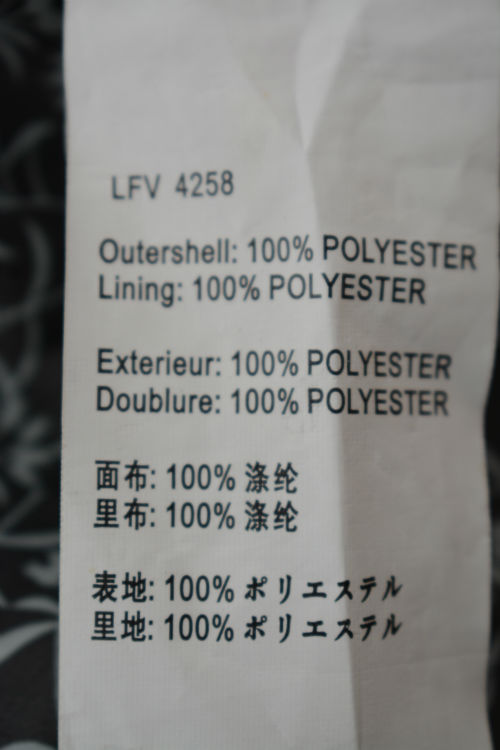 LFV 4258
Outershell: 100% POLYESTER
Lining: 100% POLYESTER
Exterieur: 100% POLYESTER
Doublure: 100% POLYESTER
面布: 100% 涤纶
里布: 100% 涤纶
表地: 100% ポリエステル
里地: 100% ポリエステル